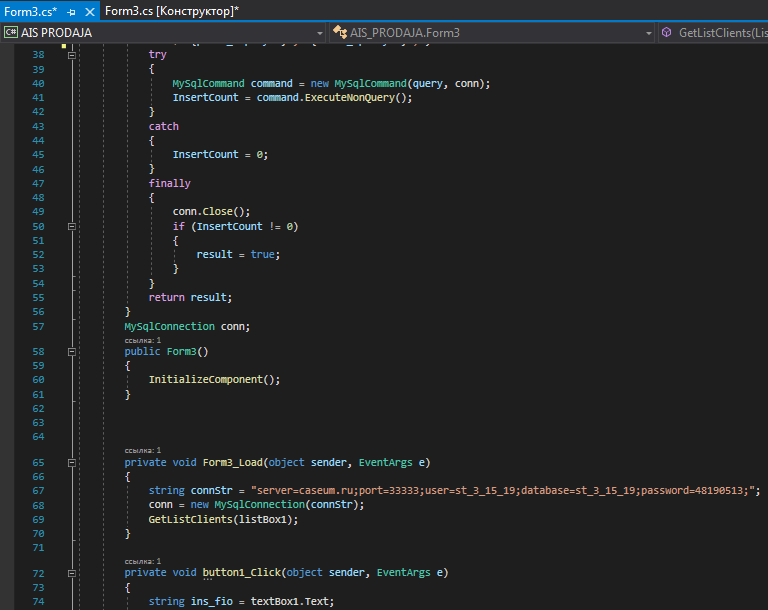 Form3.cs*
Form3.cs [Конструктор]*
C# AIS PRODAJA
AIS_PRODAJA.Form3
GetListClients(Lis
38 try
39 {
40 MySqlCommand command = new MySqlCommand(query, conn);
41 InsertCount = command.ExecuteNonQuery();
42 }
43 catch
44 {
45 InsertCount = 0;
46 }
47 finally
48 {
49 conn.Close();
50 if (InsertCount != 0)
51 {
52 result = true;
53 }
54 }
55 return result;
56 }
57 MySqlConnection conn;
ссылка: 1
58 public Form3()
59 {
60 InitializeComponent();
61 }
62
63
64
ссылка: 1
65 private void Form3_Load(object sender, EventArgs e)
66 {
67 string connStr = "server=caseum.ru;port=33333;user=st_3_15_19;database=st_3_15_19;password=48190513;";
68 conn = new MySqlConnection(connStr);
69 GetListClients(listBox1);
70 }
71
ссылка: 1
72 private void button1_Click(object sender, EventArgs e)
73 {
74 string ins_fio = textBox1.Text;